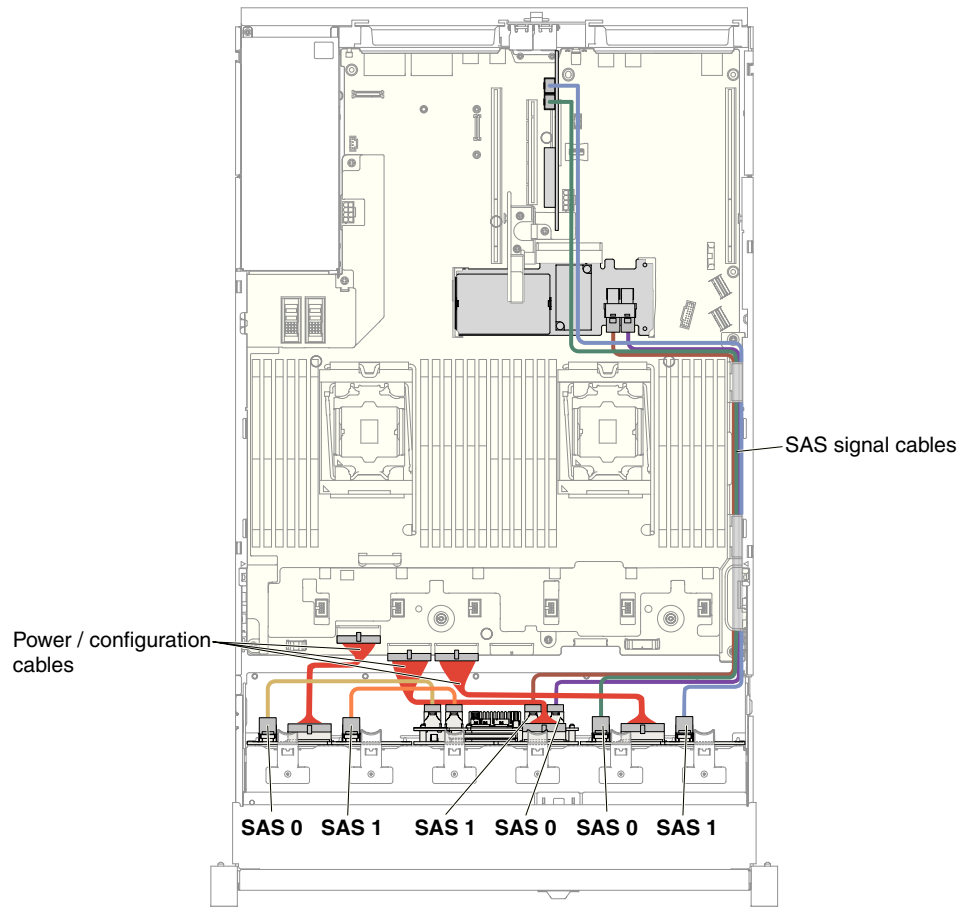 SAS signal cables
Power / configuration
cables
SAS 0 SAS 1 SAS 1 SAS 0 SAS 0 SAS 1